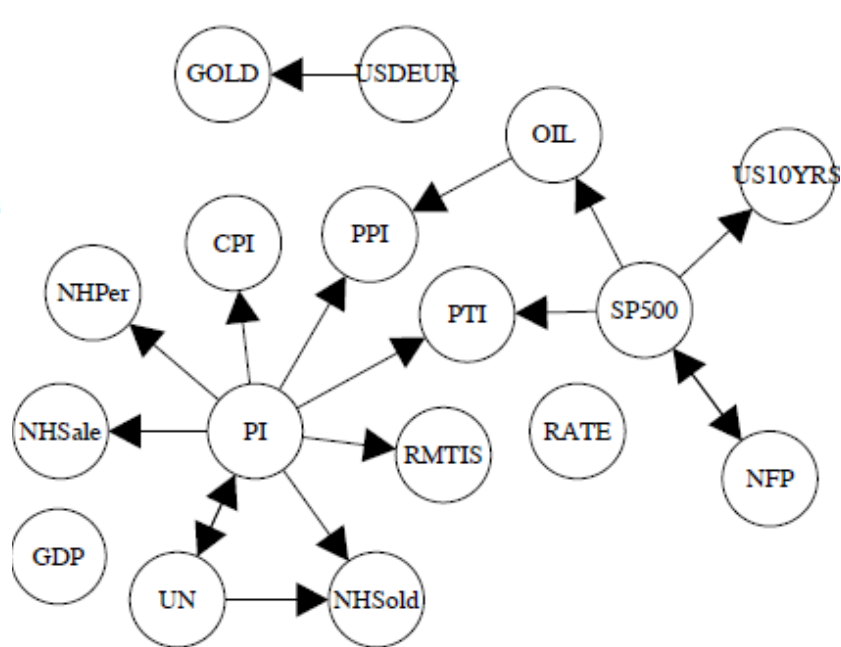 GOLD
USDEUR
OIL
US10YRS
CPI
PPI
NHPer
PTI
SP500
NHSale
PI
RMTIS
RATE
NFP
GDP
UN
NHSold